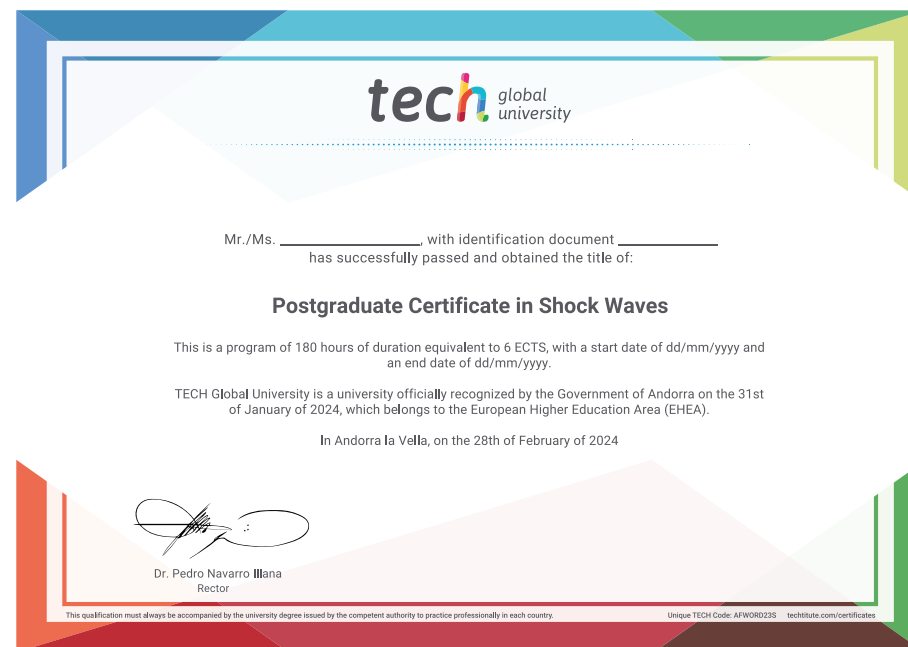 tech global university
Mr./Ms. ____________, with identification document ____________
has successfully passed and obtained the title of:
Postgraduate Certificate in Shock Waves
This is a program of 180 hours of duration equivalent to 6 ECTS, with a start date of dd/mm/yyyy and
an end date of dd/mm/yyyy.
TECH Global University is a university officially recognized by the Government of Andorra on the 31st
of January of 2024, which belongs to the European Higher Education Area (EHEA).
In Andorra la Vella, on the 28th of February of 2024
Dr. Pedro Navarro Illana
Rector
This qualification must always be accompanied by the university degree issued by the competent authority to practice professionally in each country.
Unique TECH Code: AFWORD23S techtitute.com/certificates